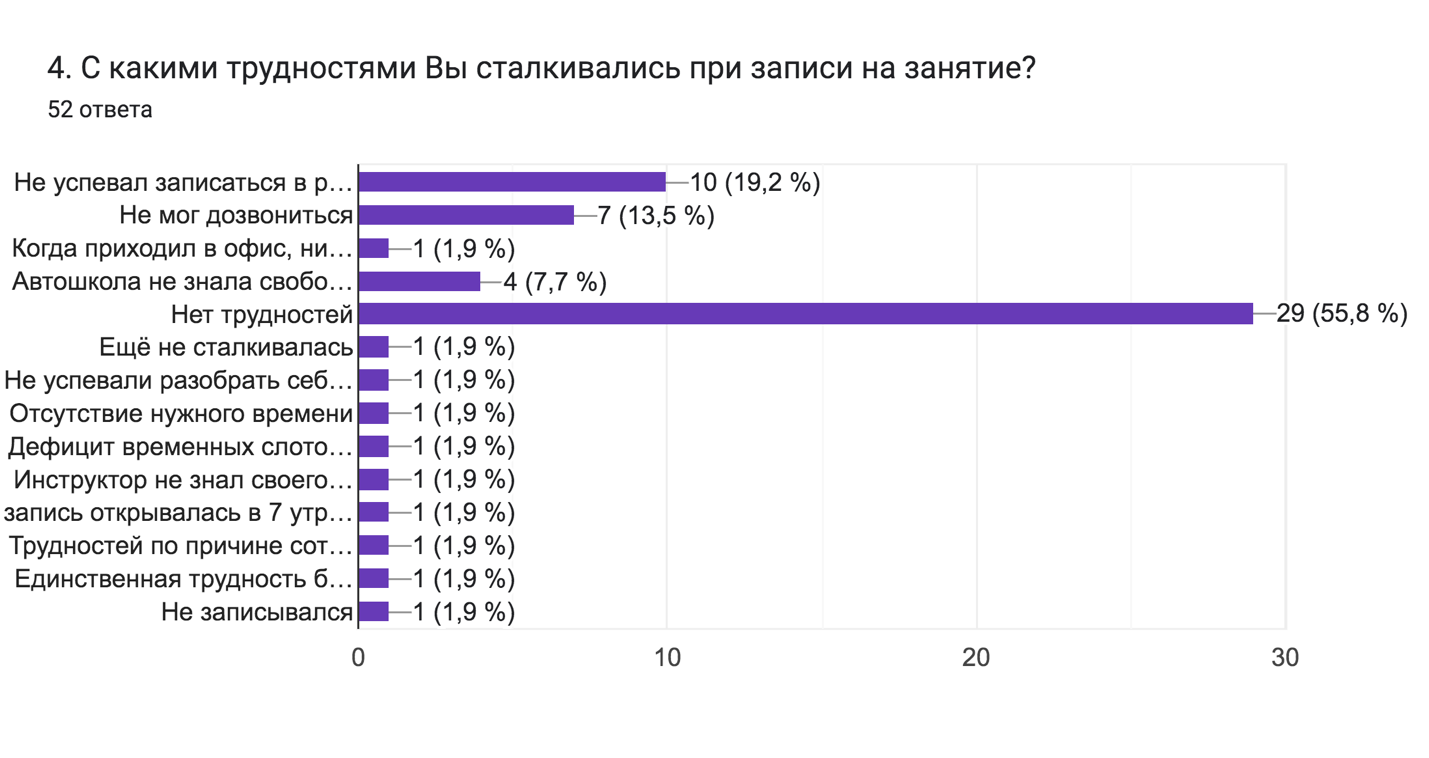 4. С какими трудностями Вы сталкивались при записи на занятие?
52 ответа
Не успевал записаться в р… 10 (19,2 %)
Не мог дозвониться 7 (13,5 %)
Когда приходил в офис, ни… 1 (1,9 %)
Автошкола не знала свобо… 4 (7,7 %)
Нет трудностей 29 (55,8 %)
Ещё не сталкивалась 1 (1,9 %)
Не успевали разобрать себ… 1 (1,9 %)
Отсутствие нужного времени 1 (1,9 %)
Дефицит временных слото… 1 (1,9 %)
Инструктор не знал своего… 1 (1,9 %)
запись открывалась в 7 утр… 1 (1,9 %)
Трудностей по причине сот… 1 (1,9 %)
Единственная трудность б… 1 (1,9 %)
Не записывался 1 (1,9 %)
0 10 20 30